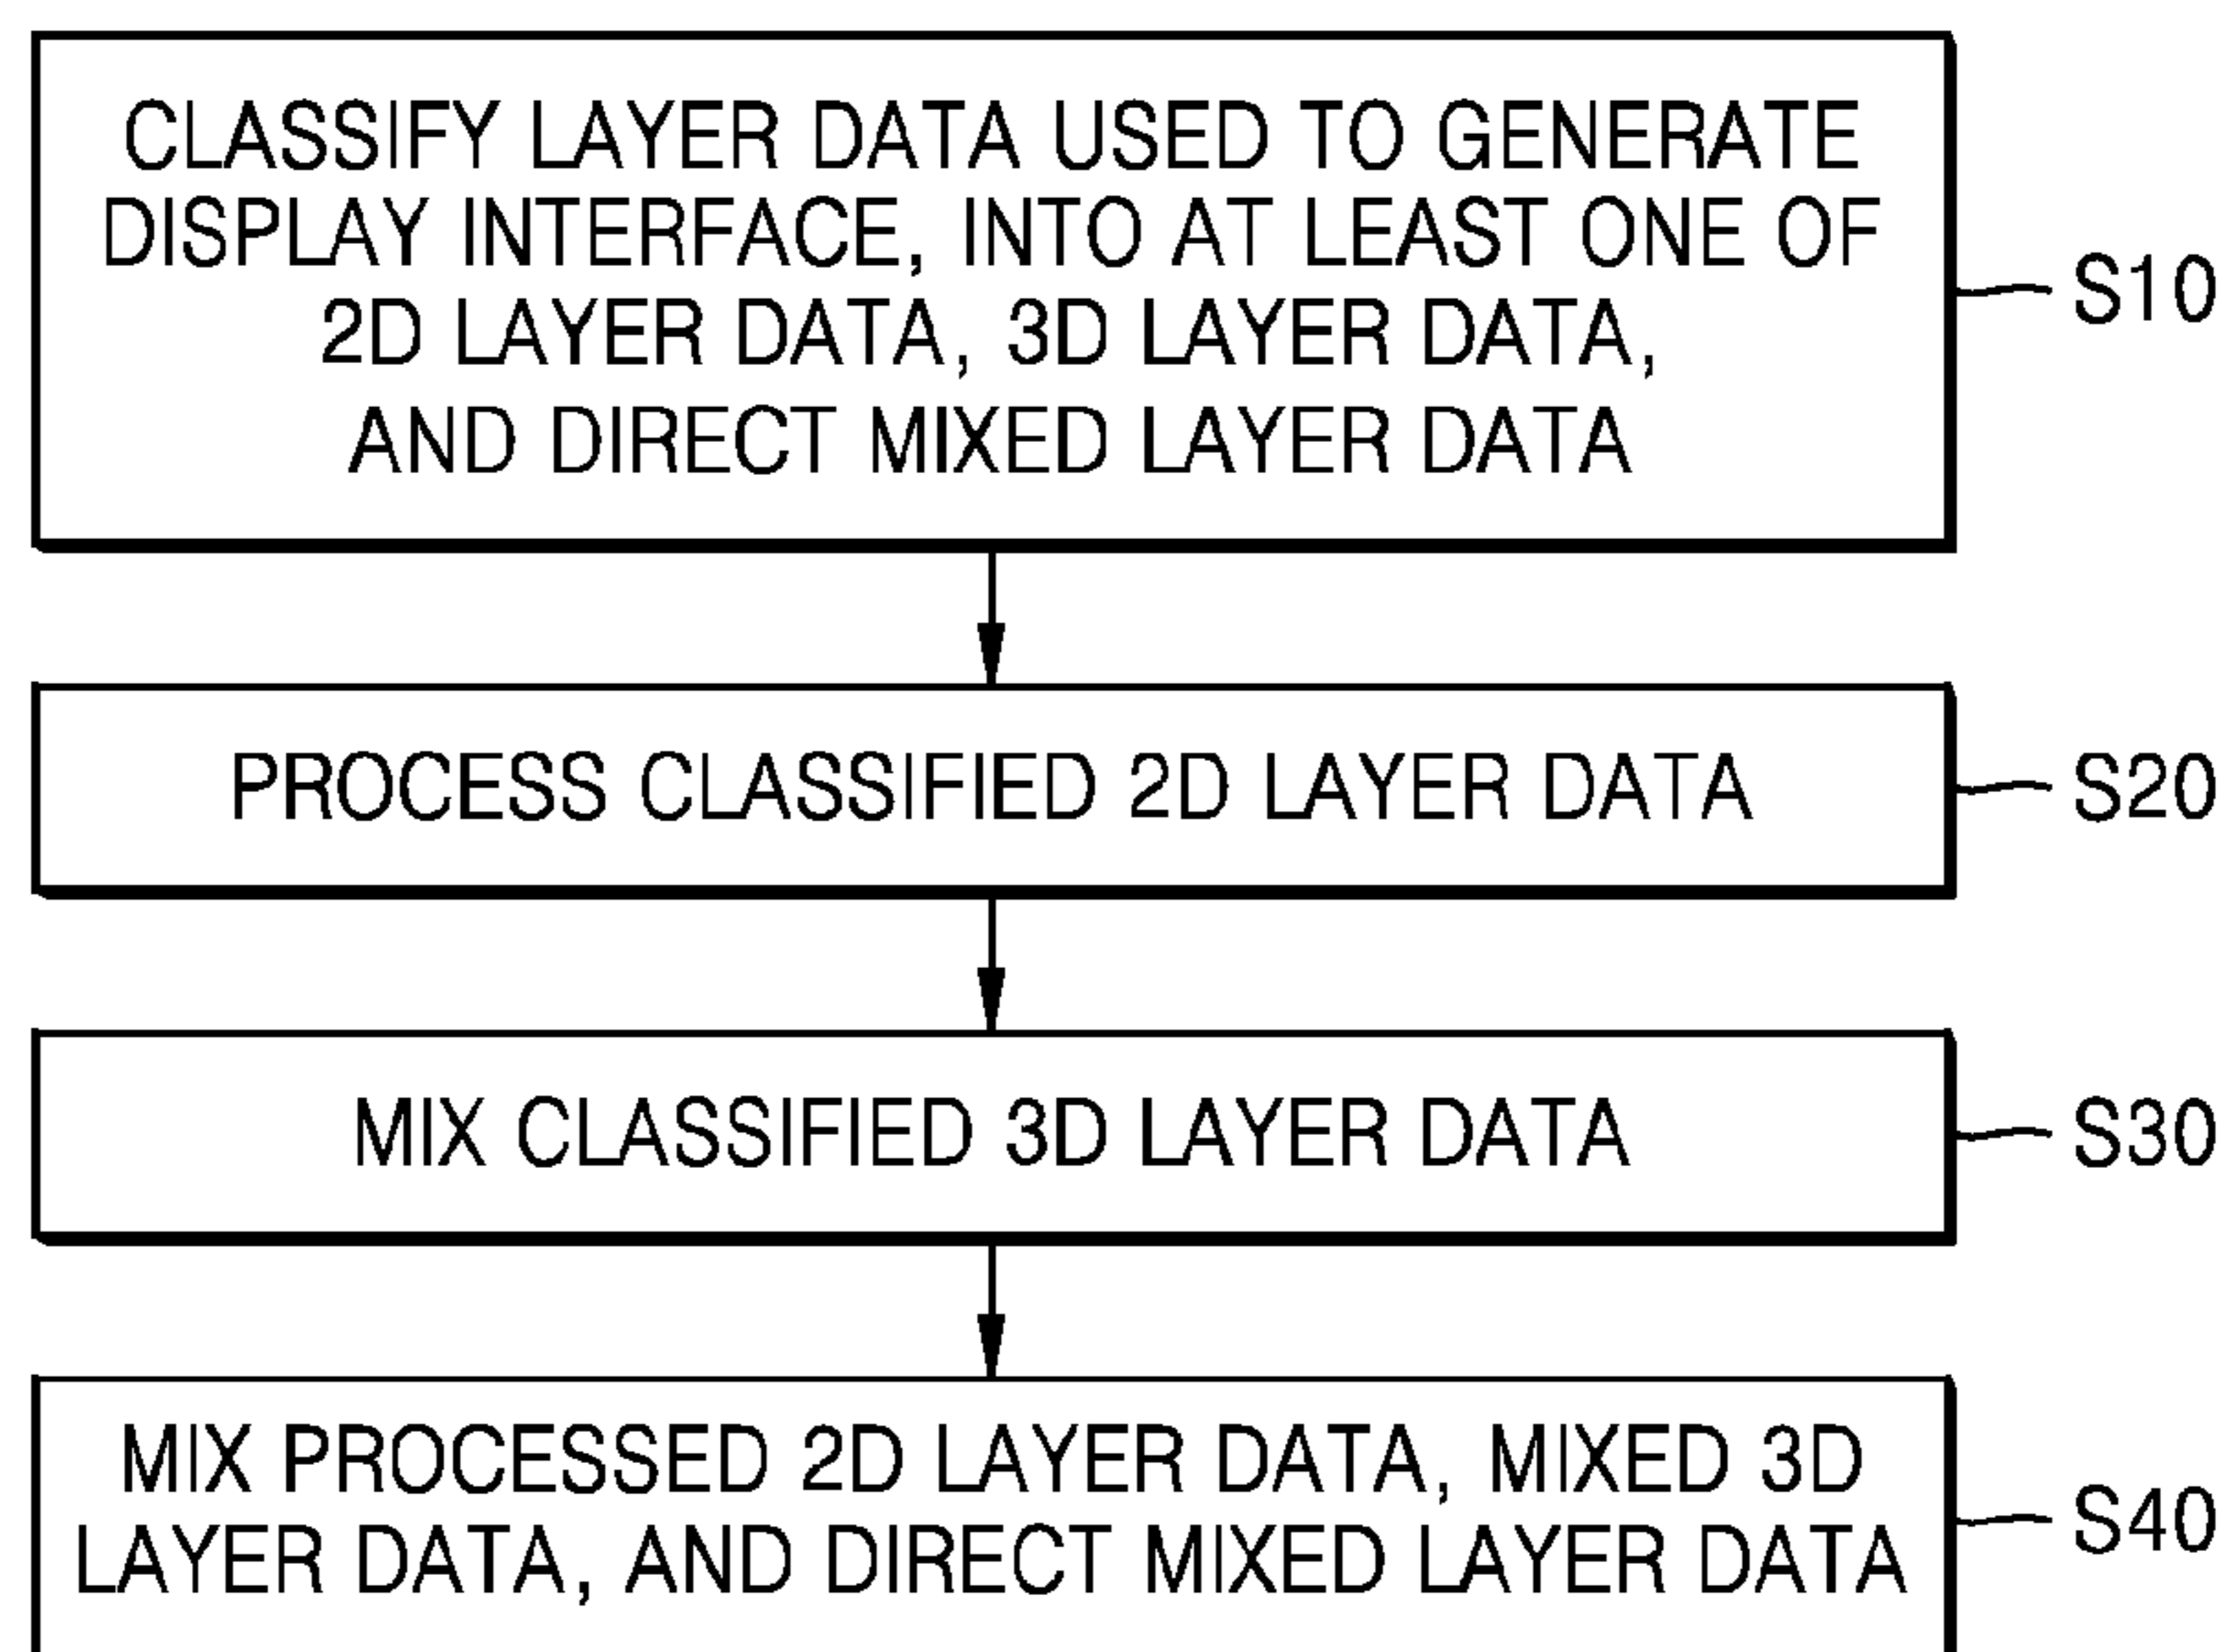 CLASSIFY LAYER DATA USED TO GENERATE
DISPLAY INTERFACE, INTO AT LEAST ONE OF
2D LAYER DATA, 3D LAYER DATA,
AND DIRECT MIXED LAYER DATA
S10
PROCESS CLASSIFIED 2D LAYER DATA
S20
MIX CLASSIFIED 3D LAYER DATA
S30
MIX PROCESSED 2D LAYER DATA, MIXED 3D
LAYER DATA, AND DIRECT MIXED LAYER DATA
S40